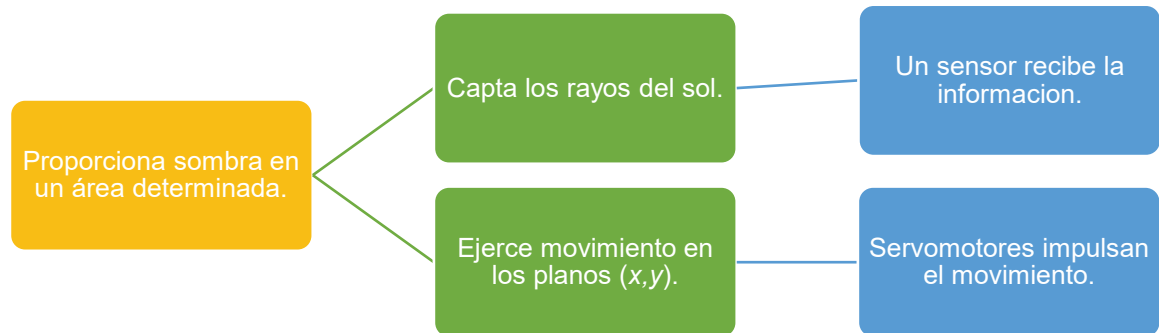 Proporciona sombra en
un área determinada.
Capta los rayos del sol.
Un sensor recibe la
informacion.
Ejerce movimiento en
los planos (x,y).
Servomotores impulsan
el movimiento.